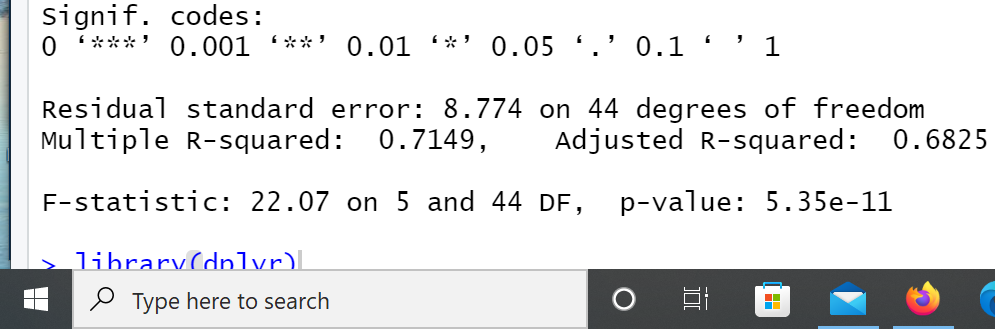 Signif. codes:
0 ‘***’ 0.001 ‘**’ 0.01 ‘*’ 0.05 ‘.’ 0.1 ‘ ’ 1
Residual standard error: 8.774 on 44 degrees of freedom
Multiple R-squared:  0.7149,    Adjusted R-squared:  0.6825
F-statistic: 22.07 on 5 and 44 DF,  p-value: 5.35e-11
> library(dplyr)
Type here to search